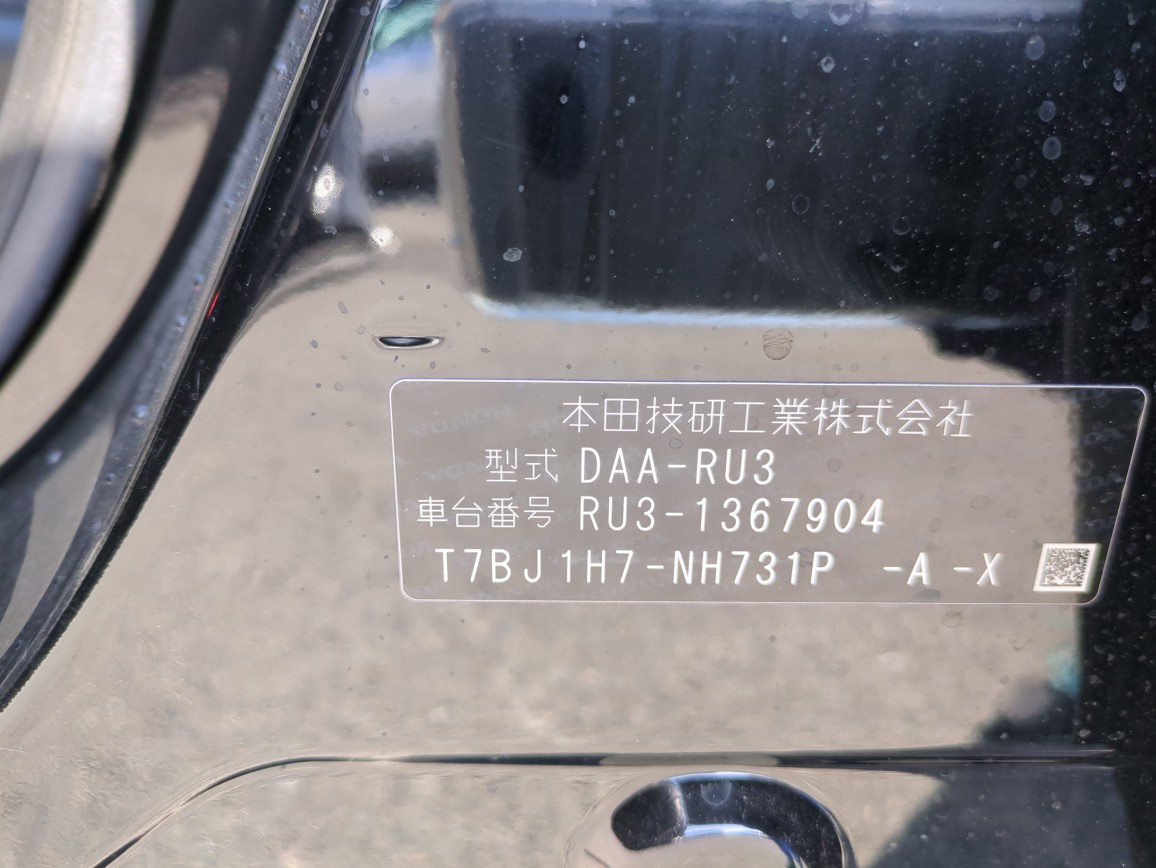 本田技研工業株式会社
型式 DAA-RU3
車台番号 RU3-1367904
T7BJ1H7-NH731P -A -X